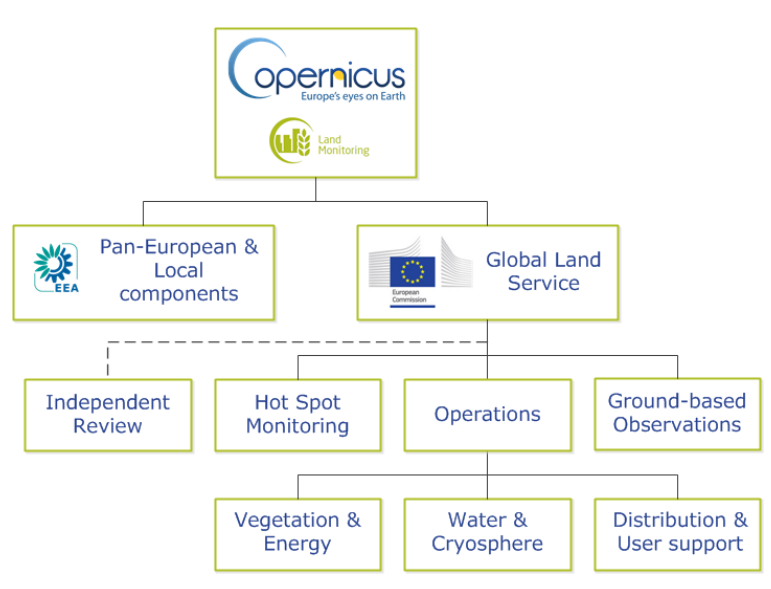 Copernicus
Europe's eyes on Earth
Land
Monitoring
EEA
Pan-European &
Local
components
European
Commission
Global Land
Service
Independent
Review
Hot Spot
Monitoring
Operations
Ground-based
Observations
Vegetation &
Energy
Water &
Cryosphere
Distribution &
User support